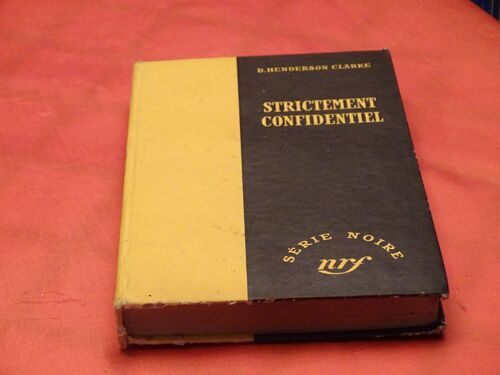 D. HENDERSON CLARKE
STRICTEMENT
CONFIDENTIEL
SÉRIE NOIRE
nrf